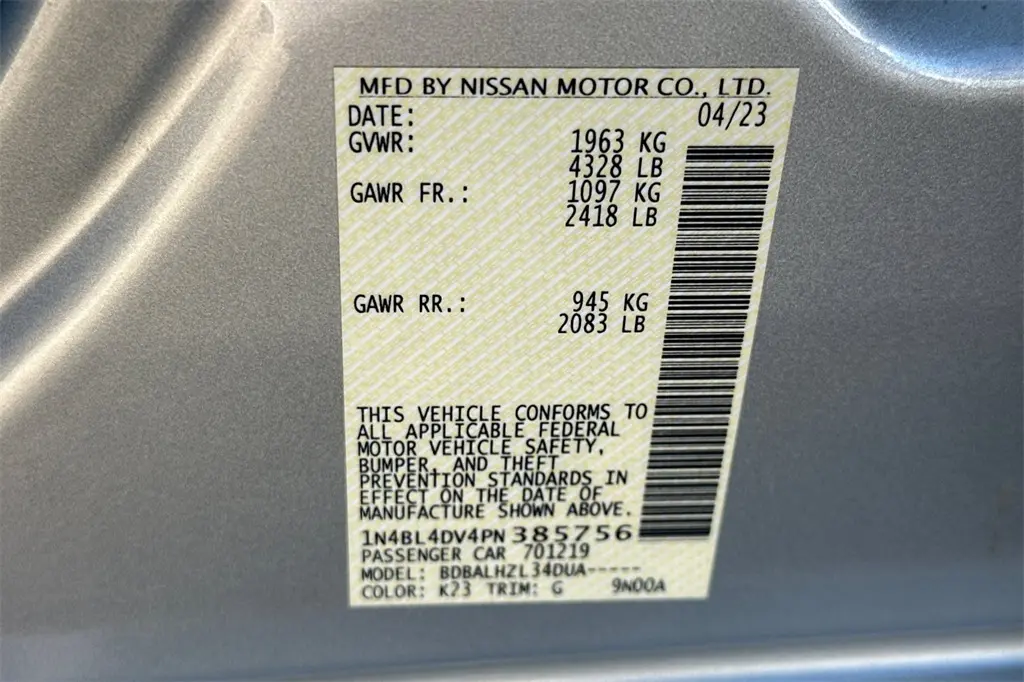 MFD BY NISSAN MOTOR CO., LTD.
DATE: 04/23
GVWR: 1963 KG
4328 LB
GAWR FR.: 1097 KG
2418 LB
GAWR RR.: 945 KG
2083 LB
THIS VEHICLE CONFORMS TO
ALL APPLICABLE FEDERAL
MOTOR VEHICLE SAFETY,
BUMPER, AND THEFT
PREVENTION STANDARDS IN
EFFECT ON THE DATE OF
MANUFACTURE SHOWN ABOVE.
1N4BL4DV4PN385756
PASSENGER CAR 701219
MODEL: BDBALHZL34DUA-----
COLOR: K23 TRIM: G 9N00A